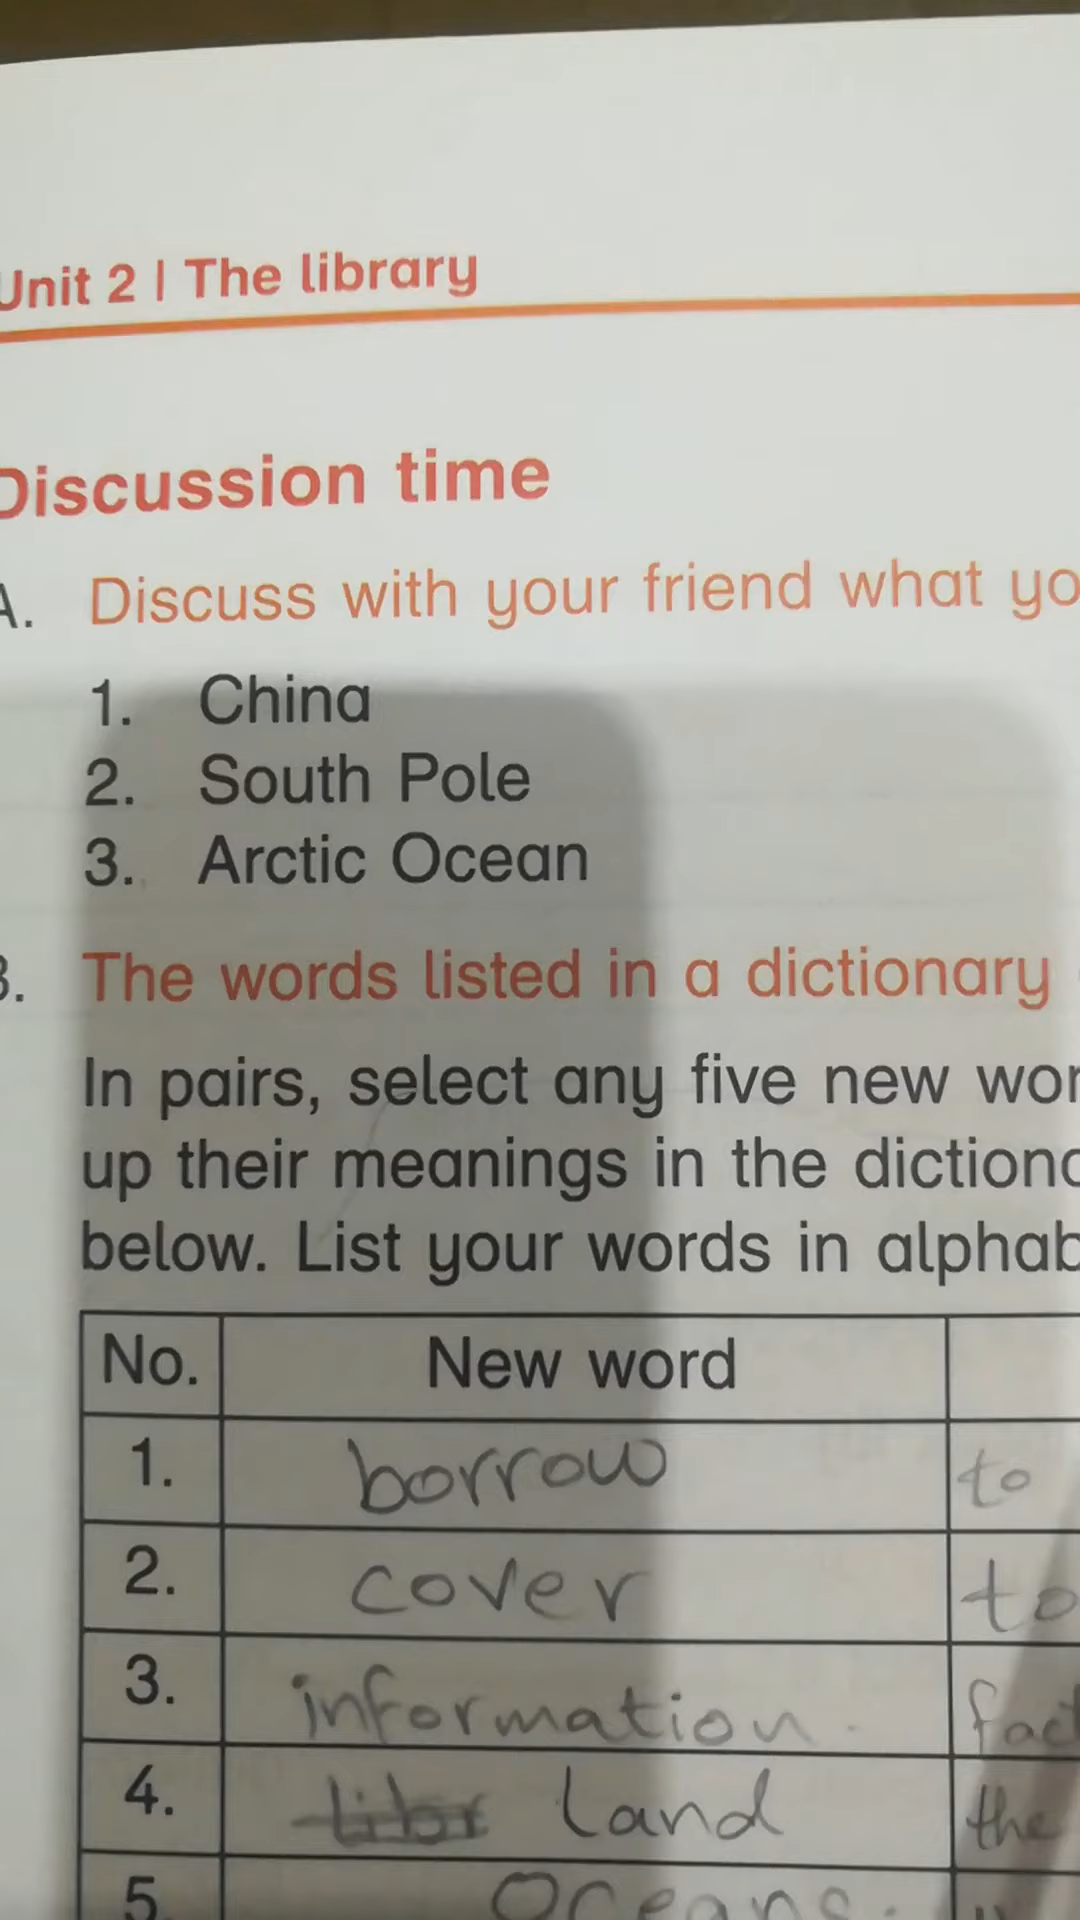 Unit 2 | The library
Discussion time
A. Discuss with your friend what yo
1. China
2. South Pole
3. Arctic Ocean
B. The words listed in a dictionary
In pairs, select any five new wor
up their meanings in the dictiona
below. List your words in alphab
No. New word
1. borrow to
2. cover to
3. information. fact
4. Land the
5. Oceans.